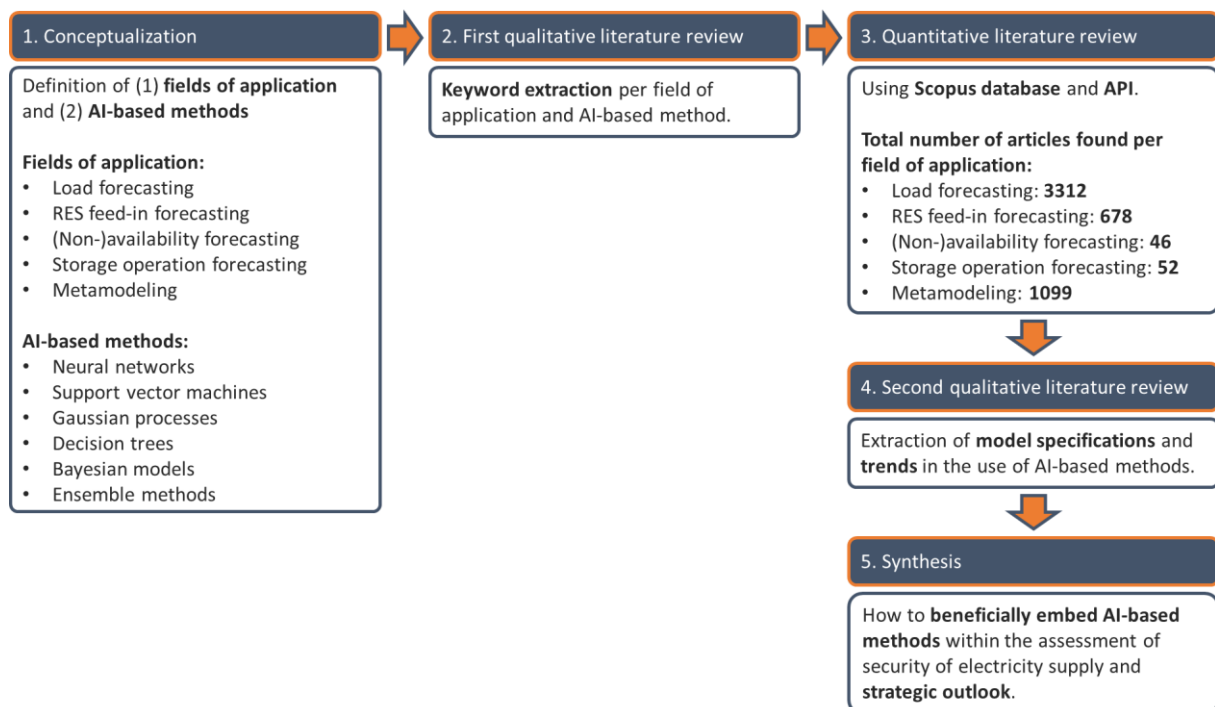 1. Conceptualization
Definition of (1) fields of application
and (2) AI-based methods
Fields of application:
• Load forecasting
• RES feed-in forecasting
• (Non-)availability forecasting
• Storage operation forecasting
• Metamodeling
AI-based methods:
• Neural networks
• Support vector machines
• Gaussian processes
• Decision trees
• Bayesian models
• Ensemble methods
2. First qualitative literature review
Keyword extraction per field of
application and AI-based method.
3. Quantitative literature review
Using Scopus database and API.
Total number of articles found per
field of application:
• Load forecasting: 3312
• RES feed-in forecasting: 678
• (Non-)availability forecasting: 46
• Storage operation forecasting: 52
• Metamodeling: 1099
4. Second qualitative literature review
Extraction of model specifications and
trends in the use of AI-based methods.
5. Synthesis
How to beneficially embed AI-based
methods within the assessment of
security of electricity supply and
strategic outlook.